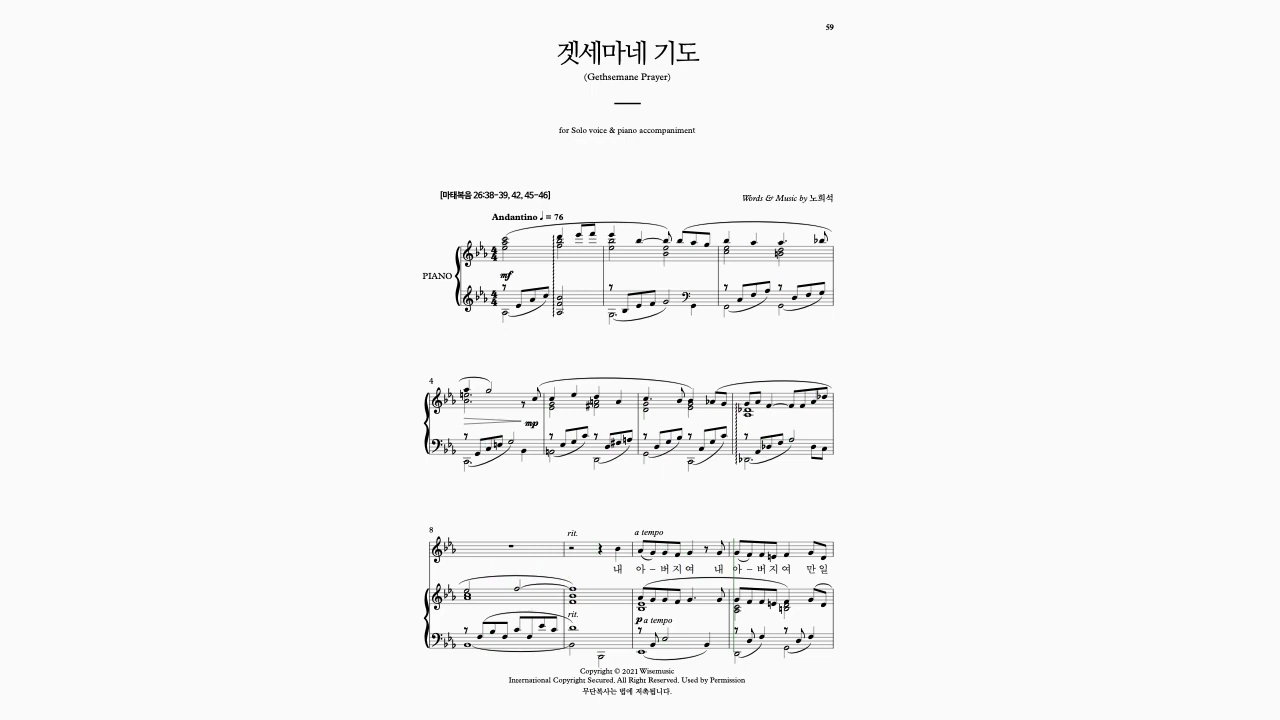 59
겟세마네 기도
(Gethsemane Prayer)
for Solo voice & piano accompaniment
[마태복음 26:38-39, 42, 45-46]
Words & Music by 노희석
Andantino ♩ = 76
PIANO
mf
4
mp
8
rit.
a tempo
내 아 - 버 지 여 내 아 - 버 지 여 만 일
rit.
p a tempo
Copyright © 2021 Wisemusic
International Copyright Secured. All Right Reserved. Used by Permission
무단복사는 법에 저촉됩니다.